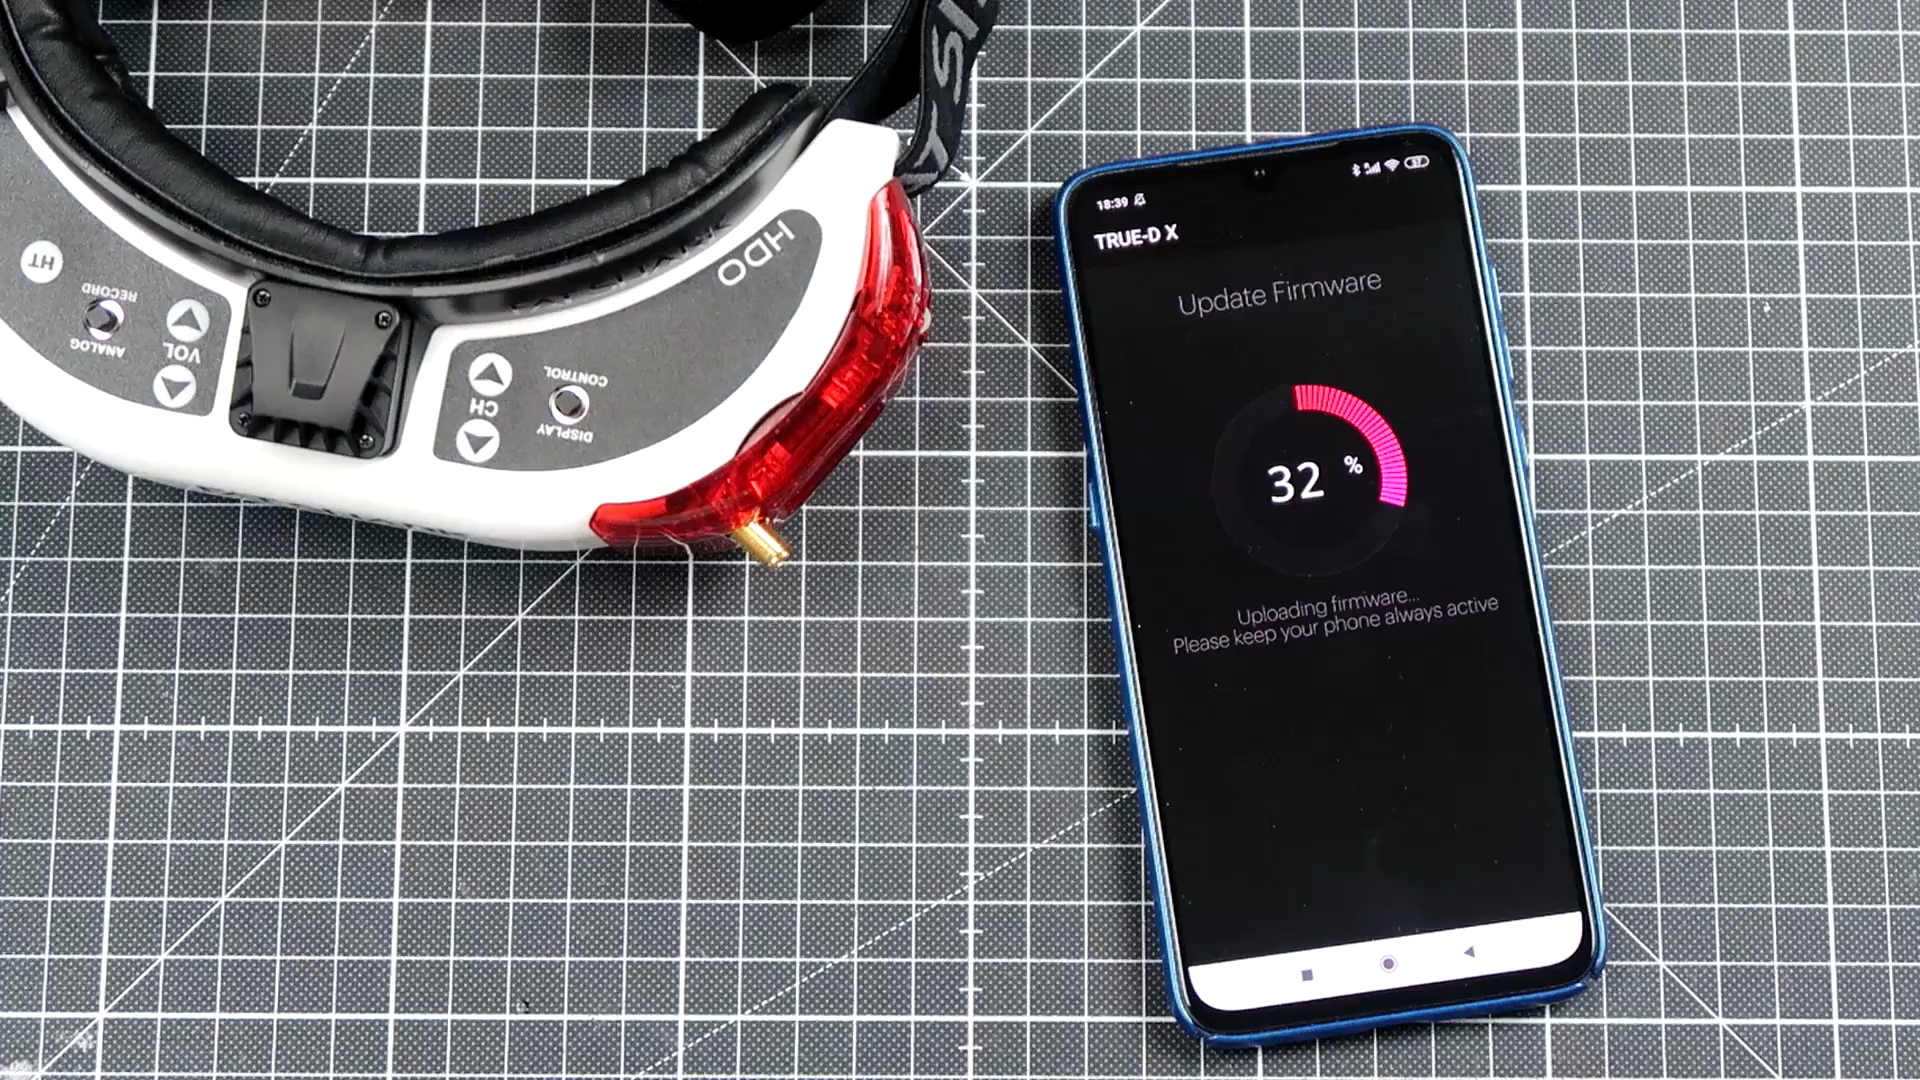 18:39
57
TRUE-D X
Update Firmware
32 %
Uploading firmware...
Please keep your phone always active
HDO
HT
RECORD
ANALOG
VOL
CONTROL
CH
DISPLAY